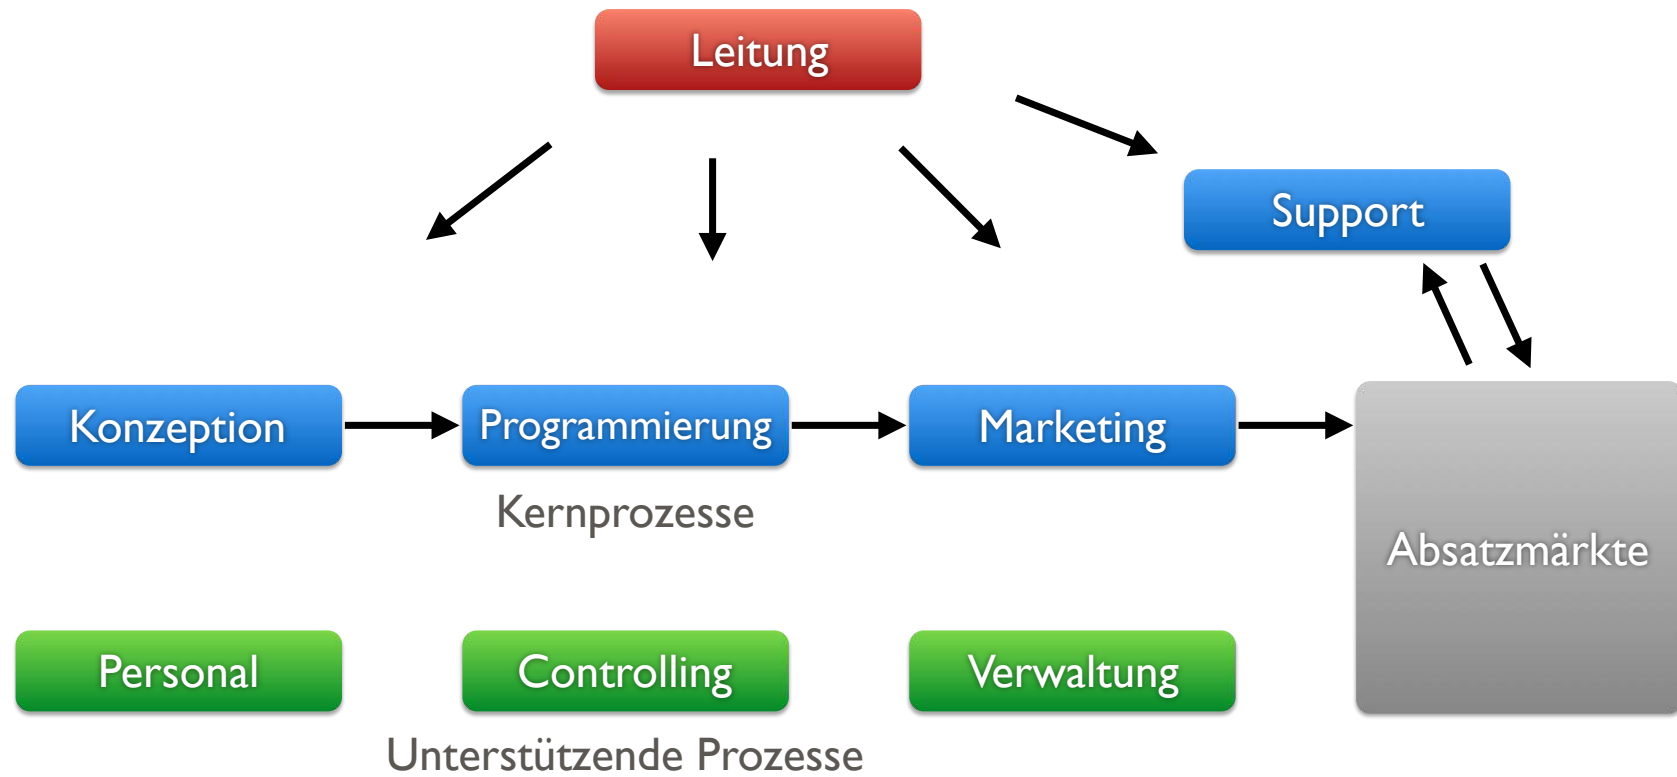 Leitung
Support
Konzeption
Programmierung
Marketing
Kernprozesse
Absatzmärkte
Personal
Controlling
Verwaltung
Unterstützende Prozesse